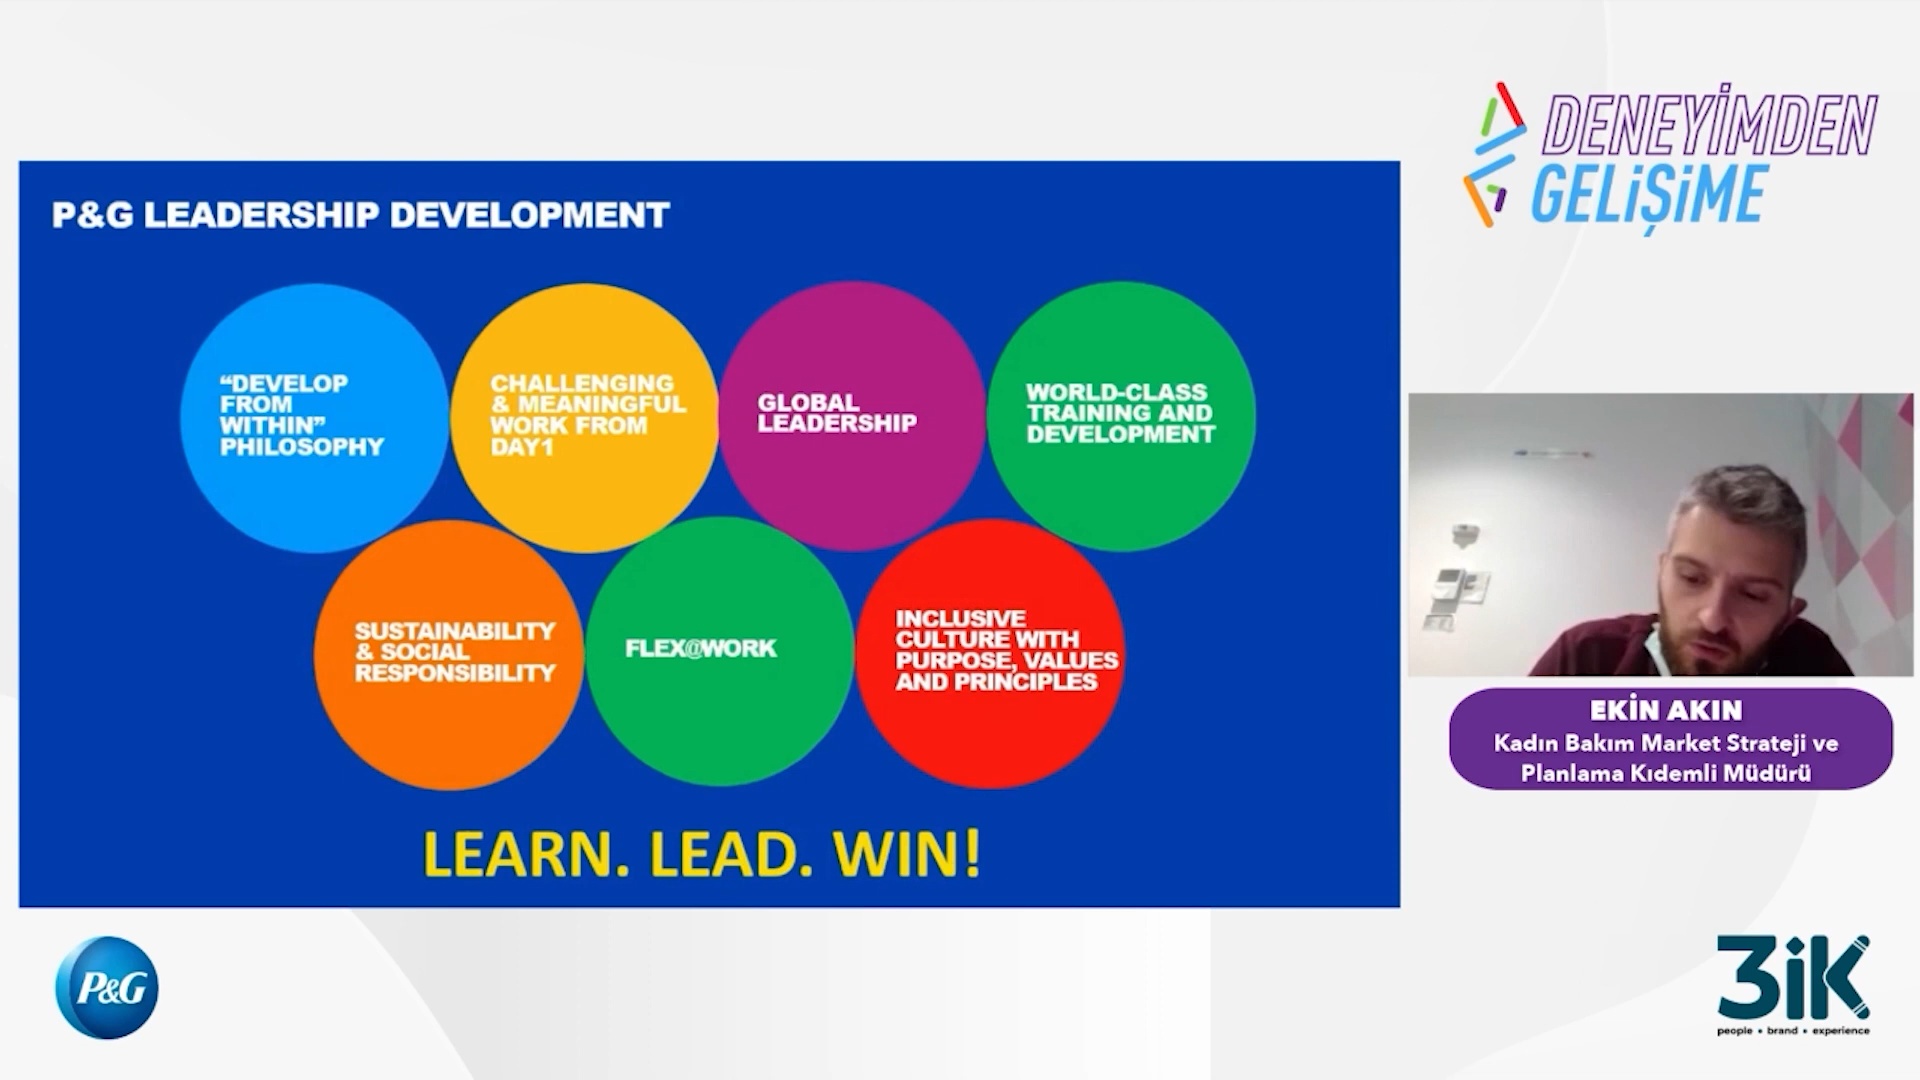 DENEYİMDEN
GELİŞİME
P&G LEADERSHIP DEVELOPMENT
“DEVELOP
FROM
WITHIN”
PHILOSOPHY
CHALLENGING
& MEANINGFUL
WORK FROM
DAY1
GLOBAL
LEADERSHIP
WORLD-CLASS
TRAINING AND
DEVELOPMENT
SUSTAINABILITY
& SOCIAL
RESPONSIBILITY
FLEX@WORK
INCLUSIVE
CULTURE WITH
PURPOSE, VALUES
AND PRINCIPLES
LEARN. LEAD. WIN!
EKİN AKIN
Kadın Bakım Market Strateji ve
Planlama Kıdemli Müdürü
P&G
3iK
people • brand • experience